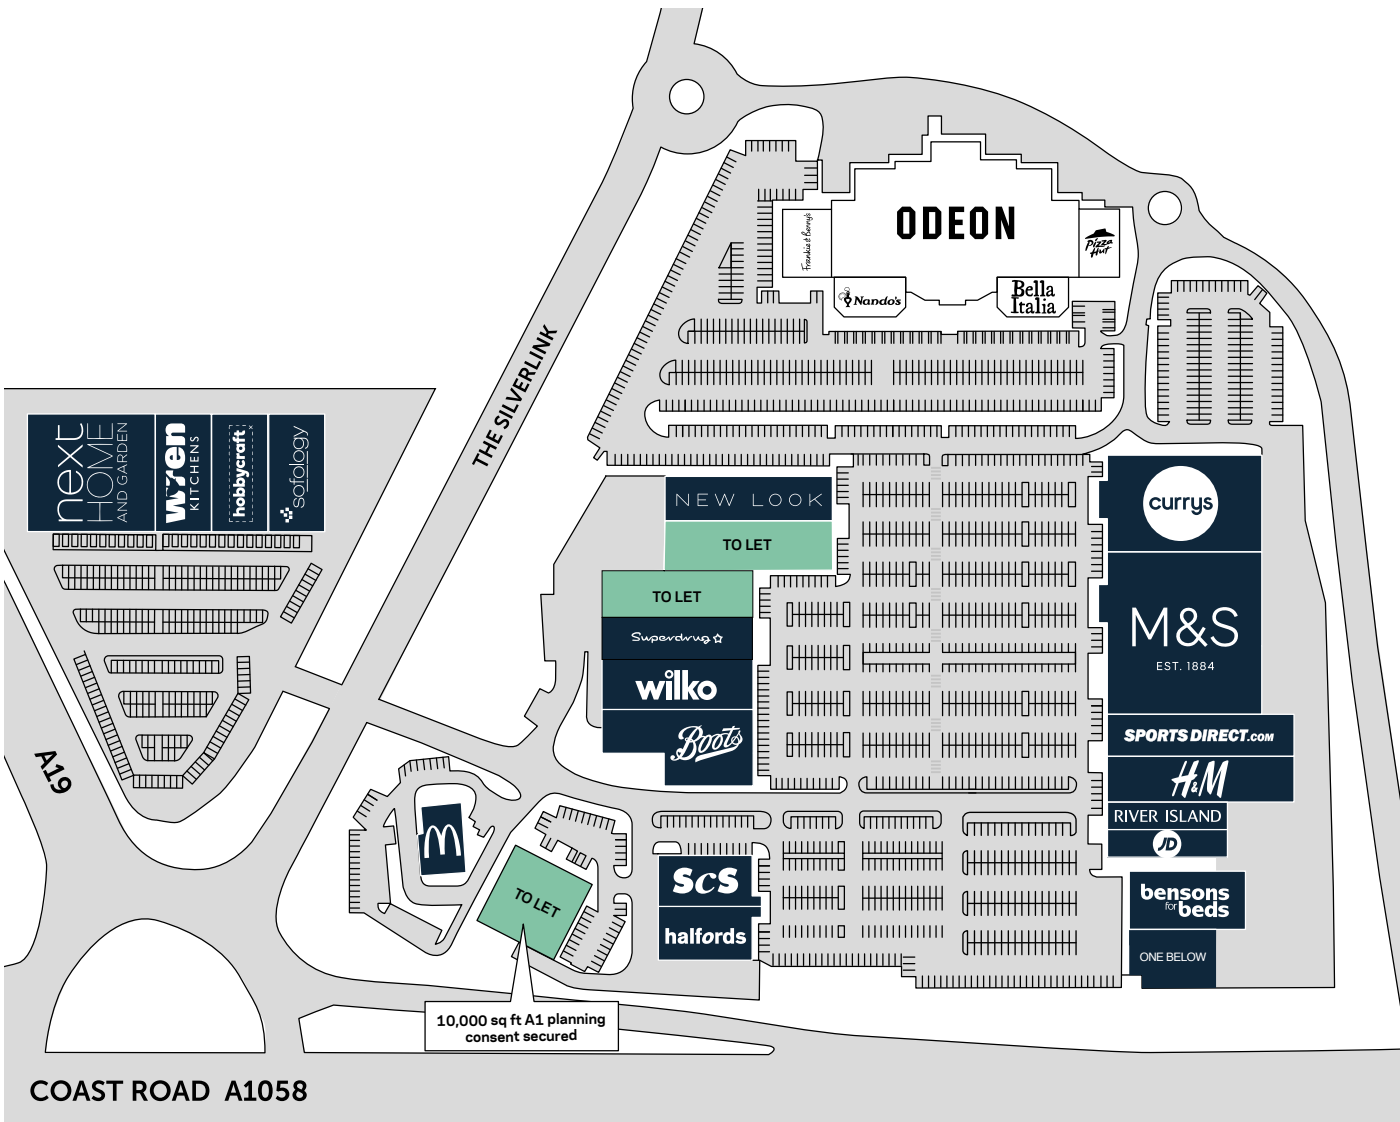 ODEON
Frankie & Benny's
Pizza
Hut
Nando's
Bella
Italia
THE SILVERLINK
next
HOME
AND GARDEN
wren
KITCHENS
hobbycraft
sofology
NEW LOOK
TO LET
TO LET
Superdrug
wilko
Boots
currys
M&S
EST. 1884
SPORTSDIRECT.COM
H&M
RIVER ISLAND
JD
bensons
for beds
ONE BELOW
A19
M
TO LET
ScS
halfords
10,000 sq ft A1 planning
consent secured
COAST ROAD A1058